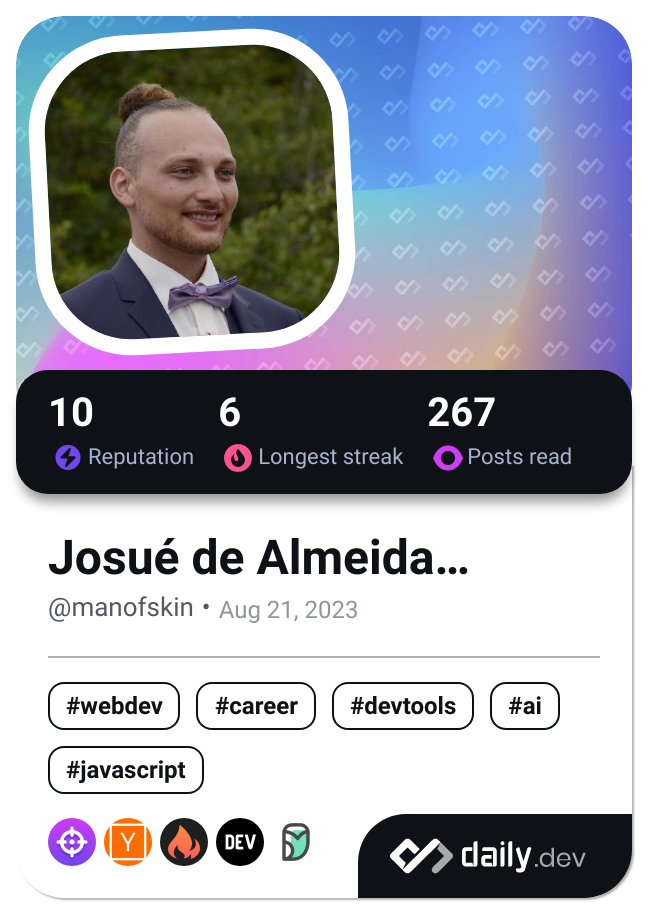 10 6 267
Reputation Longest streak Posts read
Josué de Almeida…
@manofskin • Aug 21, 2023
#webdev #career #devtools #ai
#javascript
Y DEV daily.dev